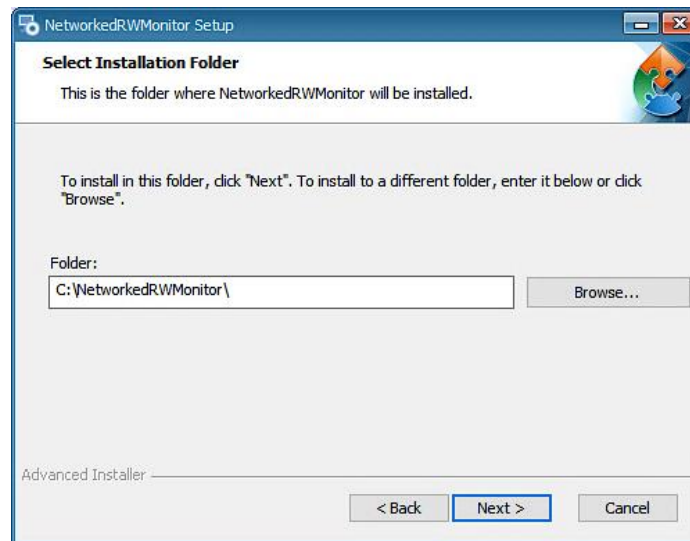 NetworkedRWMonitor Setup
Select Installation Folder
This is the folder where NetworkedRWMonitor will be installed.
To install in this folder, click "Next". To install to a different folder, enter it below or click
"Browse".
Folder:
C:\NetworkedRWMonitor\
Browse...
Advanced Installer
< Back
Next >
Cancel